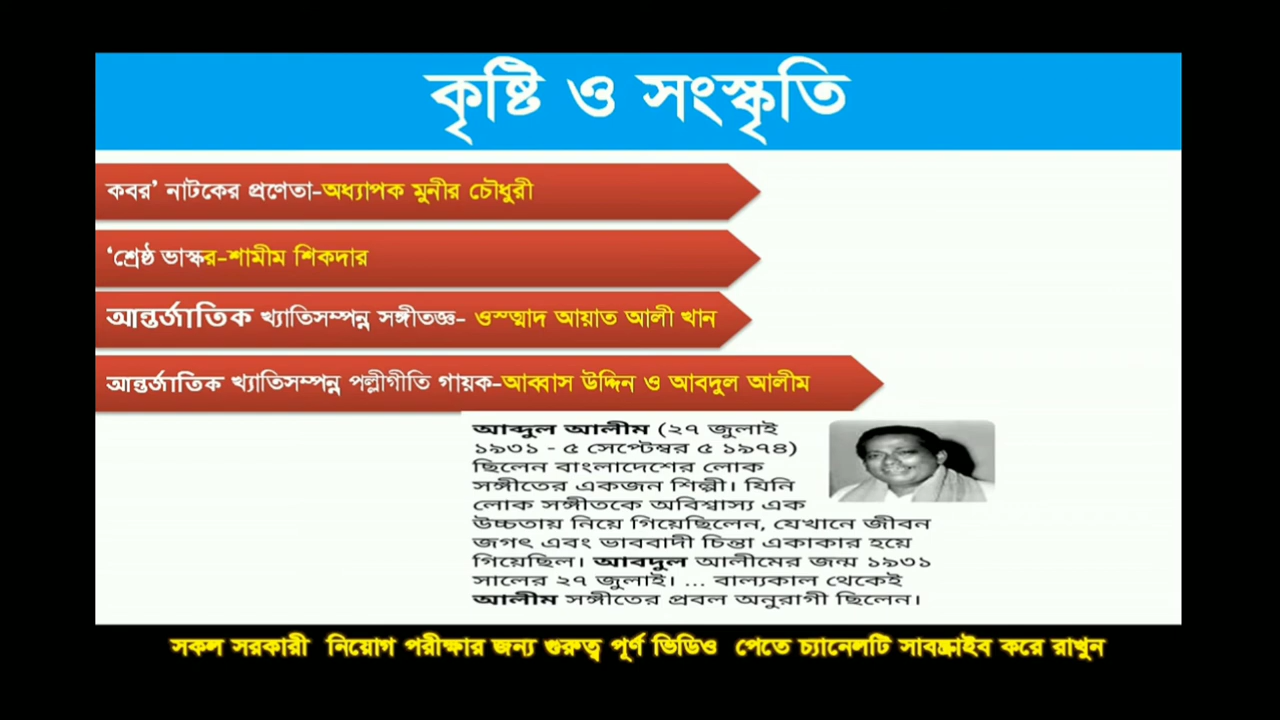 কৃষ্টি ও সংস্কৃতি
কবর’ নাটকের প্রণেতা-অধ্যাপক মুনীর চৌধুরী
‘শ্রেষ্ঠ ভাস্কর-শামীম শিকদার
আন্তর্জাতিক খ্যাতিসম্পন্ন সঙ্গীতজ্ঞ- ওস্ত্মাদ আয়াত আলী খান
আন্তর্জাতিক খ্যাতিসম্পন্ন পল্লীগীতি গায়ক-আব্বাস উদ্দিন ও আবদুল আলীম
আব্দুল আলীম (২৭ জুলাই
১৯৩১ - ৫ সেপ্টেম্বর ৫ ১৯৭৪)
ছিলেন বাংলাদেশের লোক
সঙ্গীতের একজন শিল্পী। যিনি
লোক সঙ্গীতকে অবিশ্বাস্য এক
উচ্চতায় নিয়ে গিয়েছিলেন, যেখানে জীবন
জগৎ এবং ভাববাদী চিন্তা একাকার হয়ে
গিয়েছিল। আবদুল আলীমের জন্ম ১৯৩১
সালের ২৭ জুলাই। ... বাল্যকাল থেকেই
আলীম সঙ্গীতের প্রবল অনুরাগী ছিলেন।
সকল সরকারী নিয়োগ পরীক্ষার জন্য গুরুত্ব পূর্ণ ভিডিও পেতে চ্যানেলটি সাবস্ক্রাইব করে রাখুন